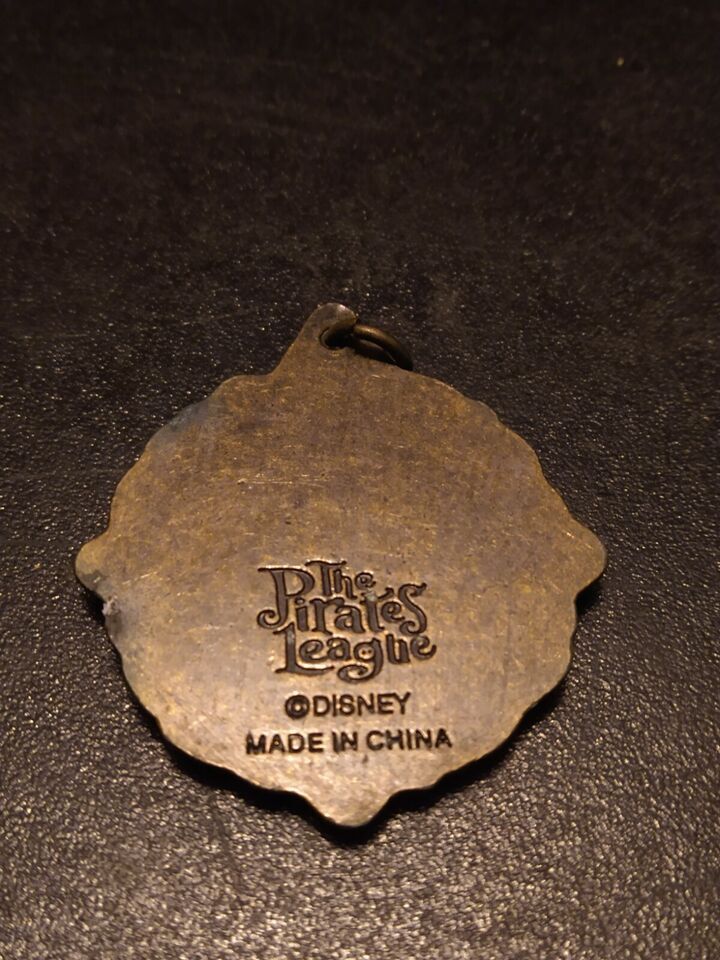 The
Pirates
League
©DISNEY
MADE IN CHINA